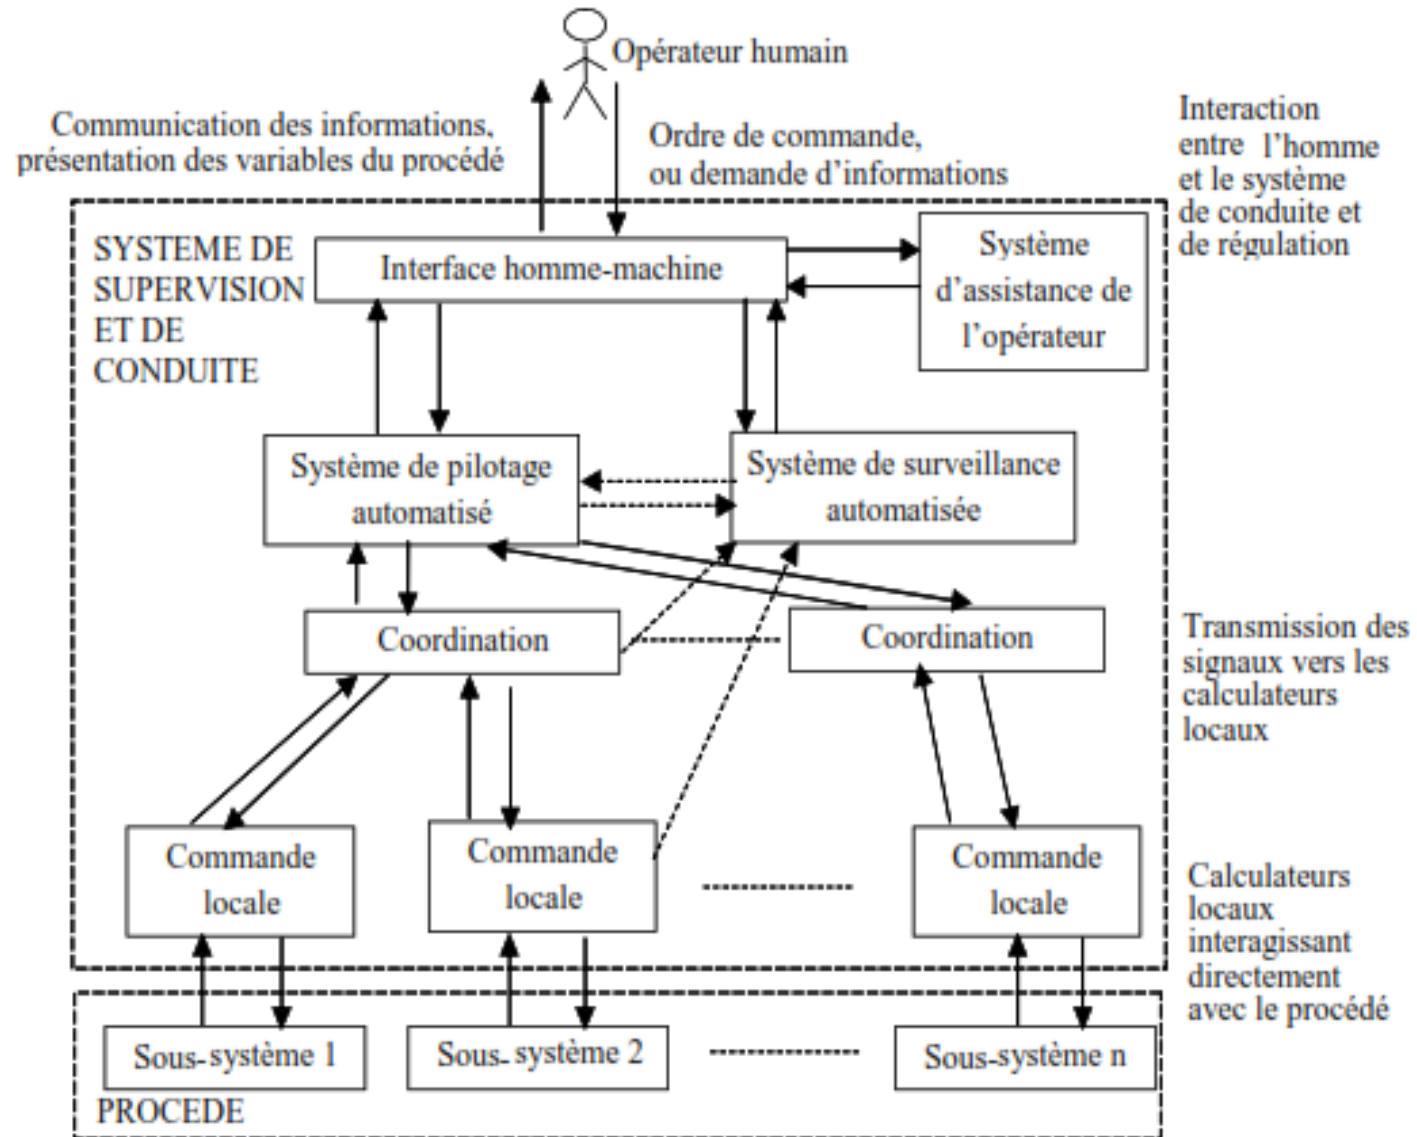 Opérateur humain
Communication des informations,
présentation des variables du procédé
Ordre de commande,
ou demande d'informations
Interaction
entre l'homme
et le système
de conduite et
de régulation
SYSTEME DE
SUPERVISION
ET DE
CONDUITE
Interface homme-machine
Système
d'assistance de
l'opérateur
Système de pilotage
automatisé
Système de surveillance
automatisée
Coordination
Coordination
Transmission des
signaux vers les
calculateurs
locaux
Commande
locale
Commande
locale
Commande
locale
Calculateurs
locaux
interagissant
directement
avec le procédé
Sous-système 1
Sous-système 2
Sous-système n
PROCEDE